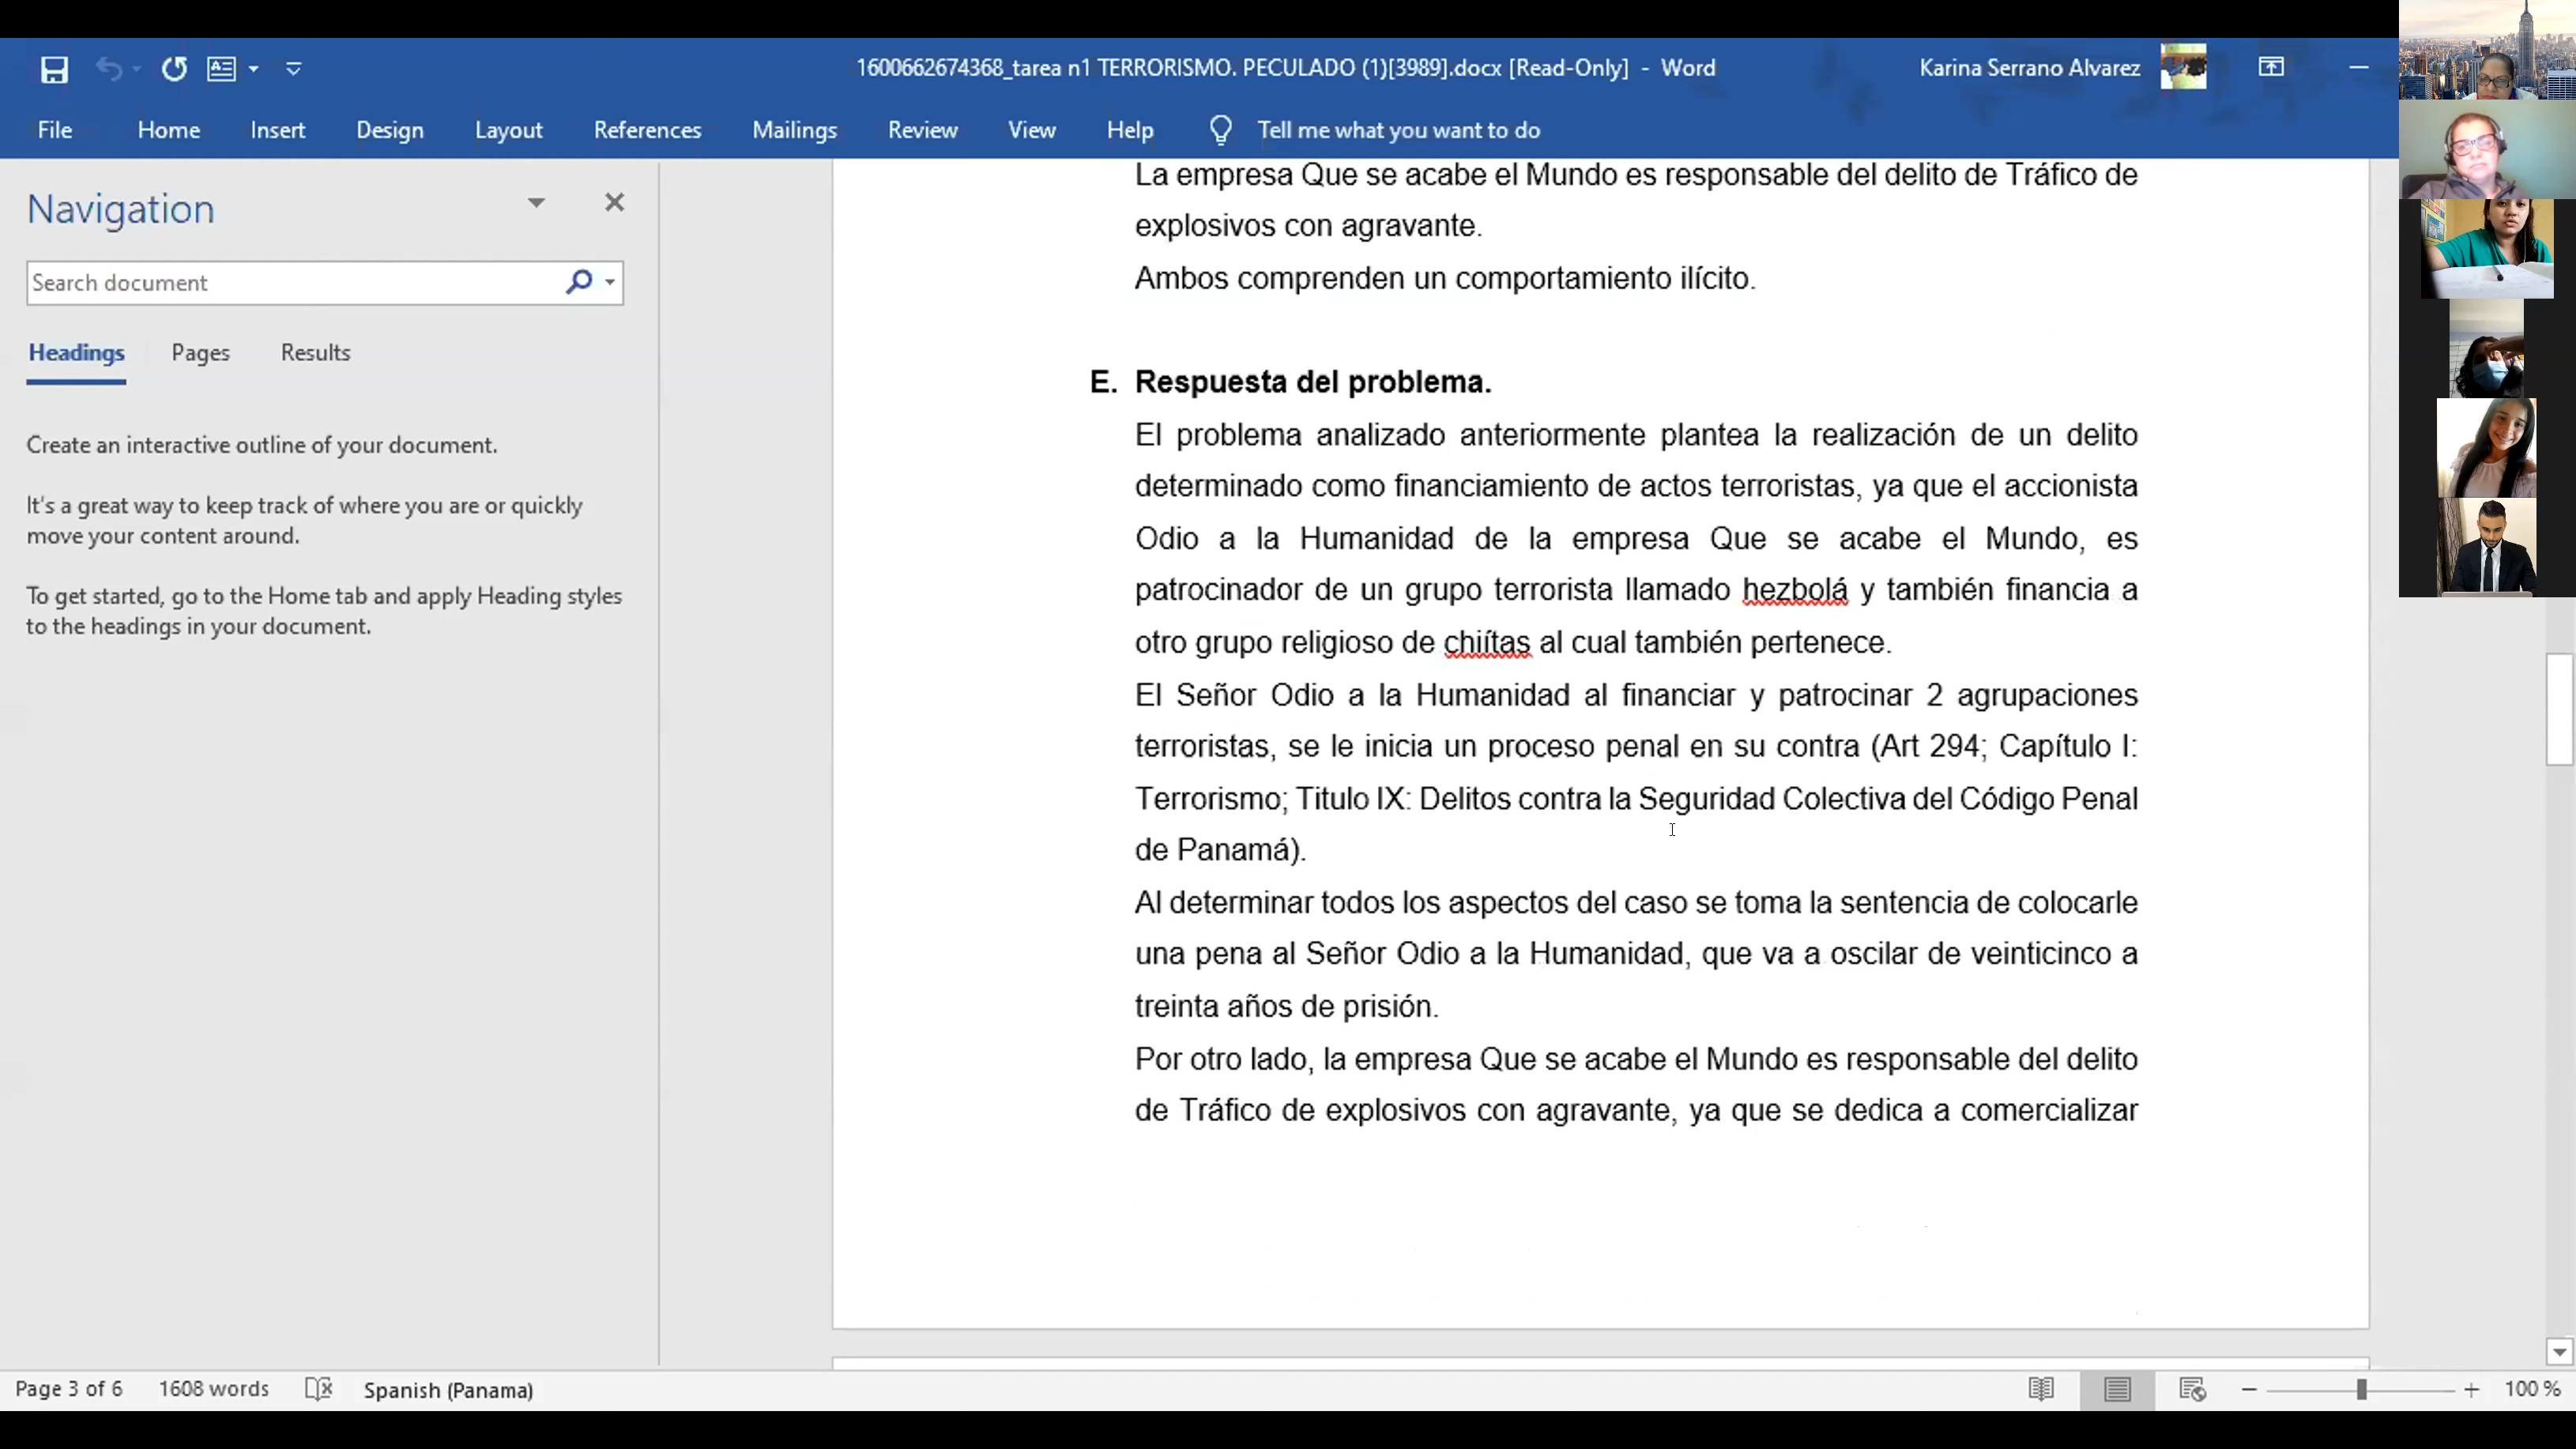 1600662674368_tarea n1 TERRORISMO. PECULADO (1)[3989].docx [Read-Only] - Word
Karina Serrano Alvarez
File Home Insert Design Layout References Mailings Review View Help Tell me what you want to do
Navigation
Search document
Headings Pages Results
Create an interactive outline of your document.
It's a great way to keep track of where you are or quickly
move your content around.
To get started, go to the Home tab and apply Heading styles
to the headings in your document.
La empresa Que se acabe el Mundo es responsable del delito de Tráfico de
explosivos con agravante.
Ambos comprenden un comportamiento ilícito.
E. Respuesta del problema.
El problema analizado anteriormente plantea la realización de un delito
determinado como financiamiento de actos terroristas, ya que el accionista
Odio a la Humanidad de la empresa Que se acabe el Mundo, es
patrocinador de un grupo terrorista llamado hezbolá y también financia a
otro grupo religioso de chiítas al cual también pertenece.
El Señor Odio a la Humanidad al financiar y patrocinar 2 agrupaciones
terroristas, se le inicia un proceso penal en su contra (Art 294; Capítulo I:
Terrorismo; Titulo IX: Delitos contra la Seguridad Colectiva del Código Penal
de Panamá).
Al determinar todos los aspectos del caso se toma la sentencia de colocarle
una pena al Señor Odio a la Humanidad, que va a oscilar de veinticinco a
treinta años de prisión.
Por otro lado, la empresa Que se acabe el Mundo es responsable del delito
de Tráfico de explosivos con agravante, ya que se dedica a comercializar
Page 3 of 6 1608 words Spanish (Panama) 100 %